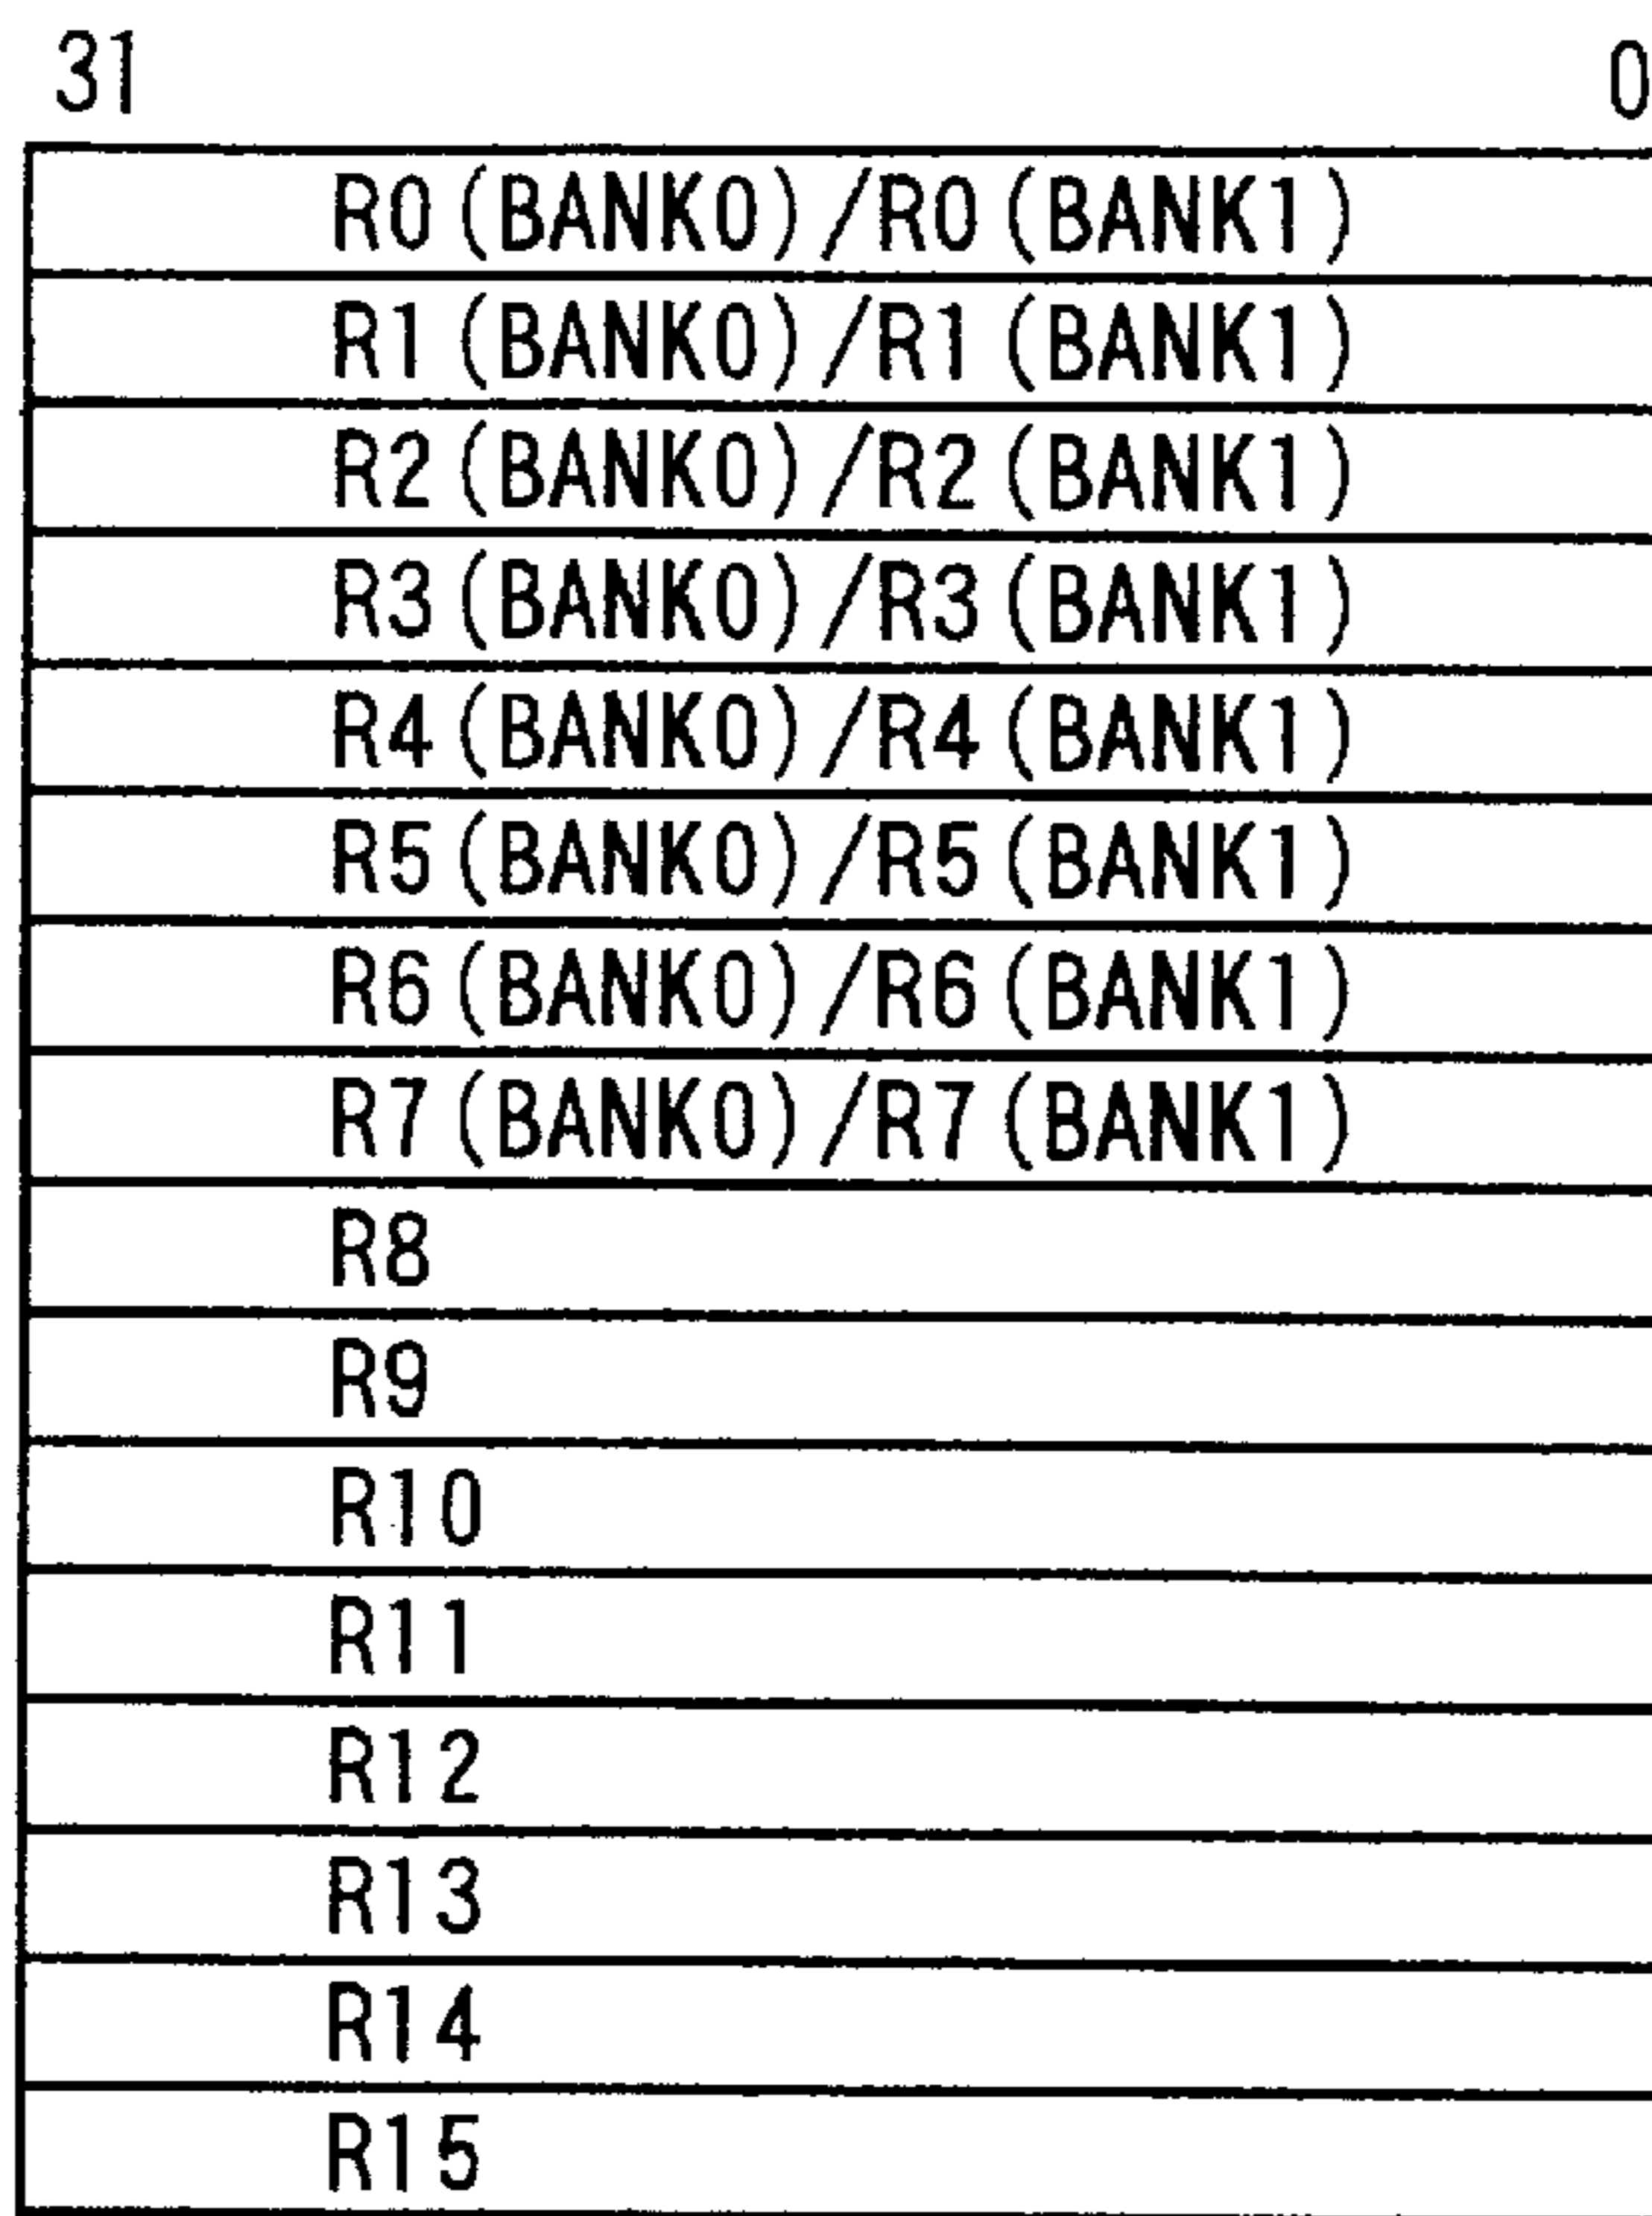 31 0
R0(BANK0)/R0(BANK1)
R1(BANK0)/R1(BANK1)
R2(BANK0)/R2(BANK1)
R3(BANK0)/R3(BANK1)
R4(BANK0)/R4(BANK1)
R5(BANK0)/R5(BANK1)
R6(BANK0)/R6(BANK1)
R7(BANK0)/R7(BANK1)
R8
R9
R10
R11
R12
R13
R14
R15